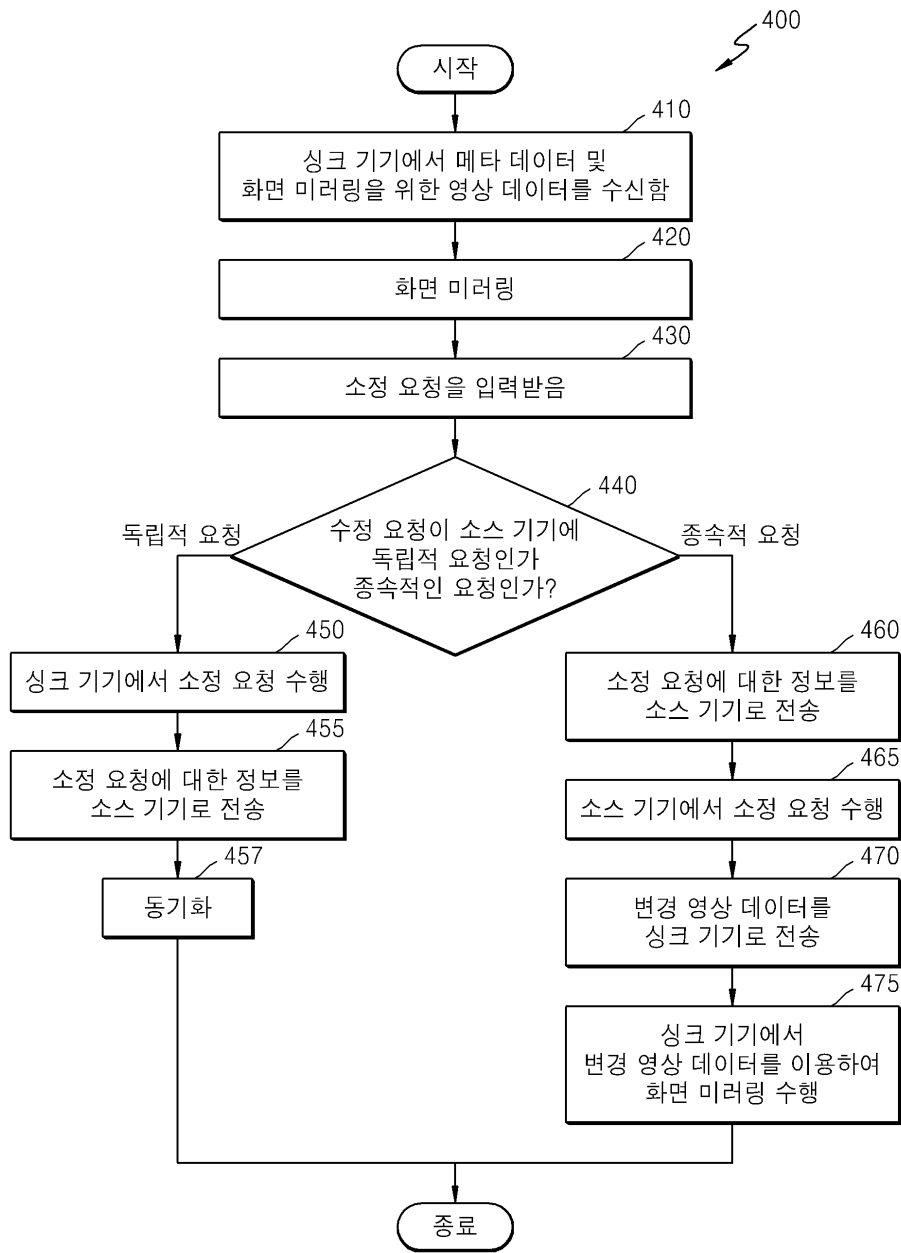 400
시작
410
싱크 기기에서 메타 데이터 및
화면 미러링을 위한 영상 데이터를 수신함
420
화면 미러링
430
소정 요청을 입력받음
440
수정 요청이 소스 기기에
독립적 요청인가
종속적인 요청인가?
독립적 요청
종속적 요청
450
싱크 기기에서 소정 요청 수행
455
소정 요청에 대한 정보를
소스 기기로 전송
457
동기화
460
소정 요청에 대한 정보를
소스 기기로 전송
465
소스 기기에서 소정 요청 수행
470
변경 영상 데이터를
싱크 기기로 전송
475
싱크 기기에서
변경 영상 데이터를 이용하여
화면 미러링 수행
종료